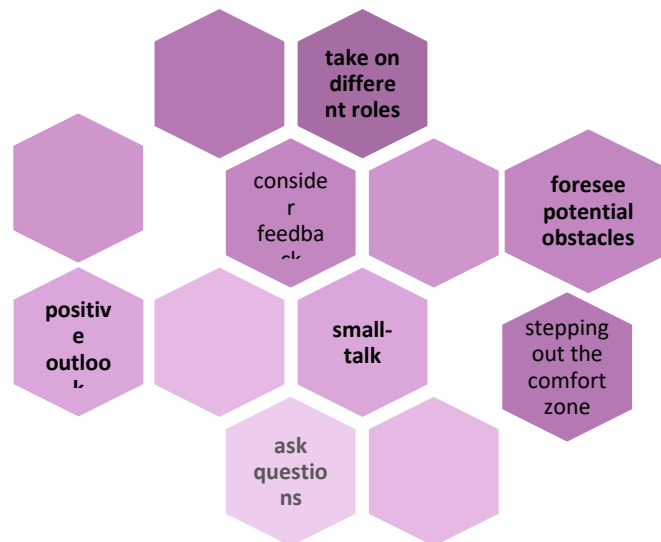 take on
differe
nt roles
conside
r
feedba
ck
foresee
potential
obstacles
positiv
e
outloo
k
small-
talk
stepping
out the
comfort
zone
ask
questio
ns